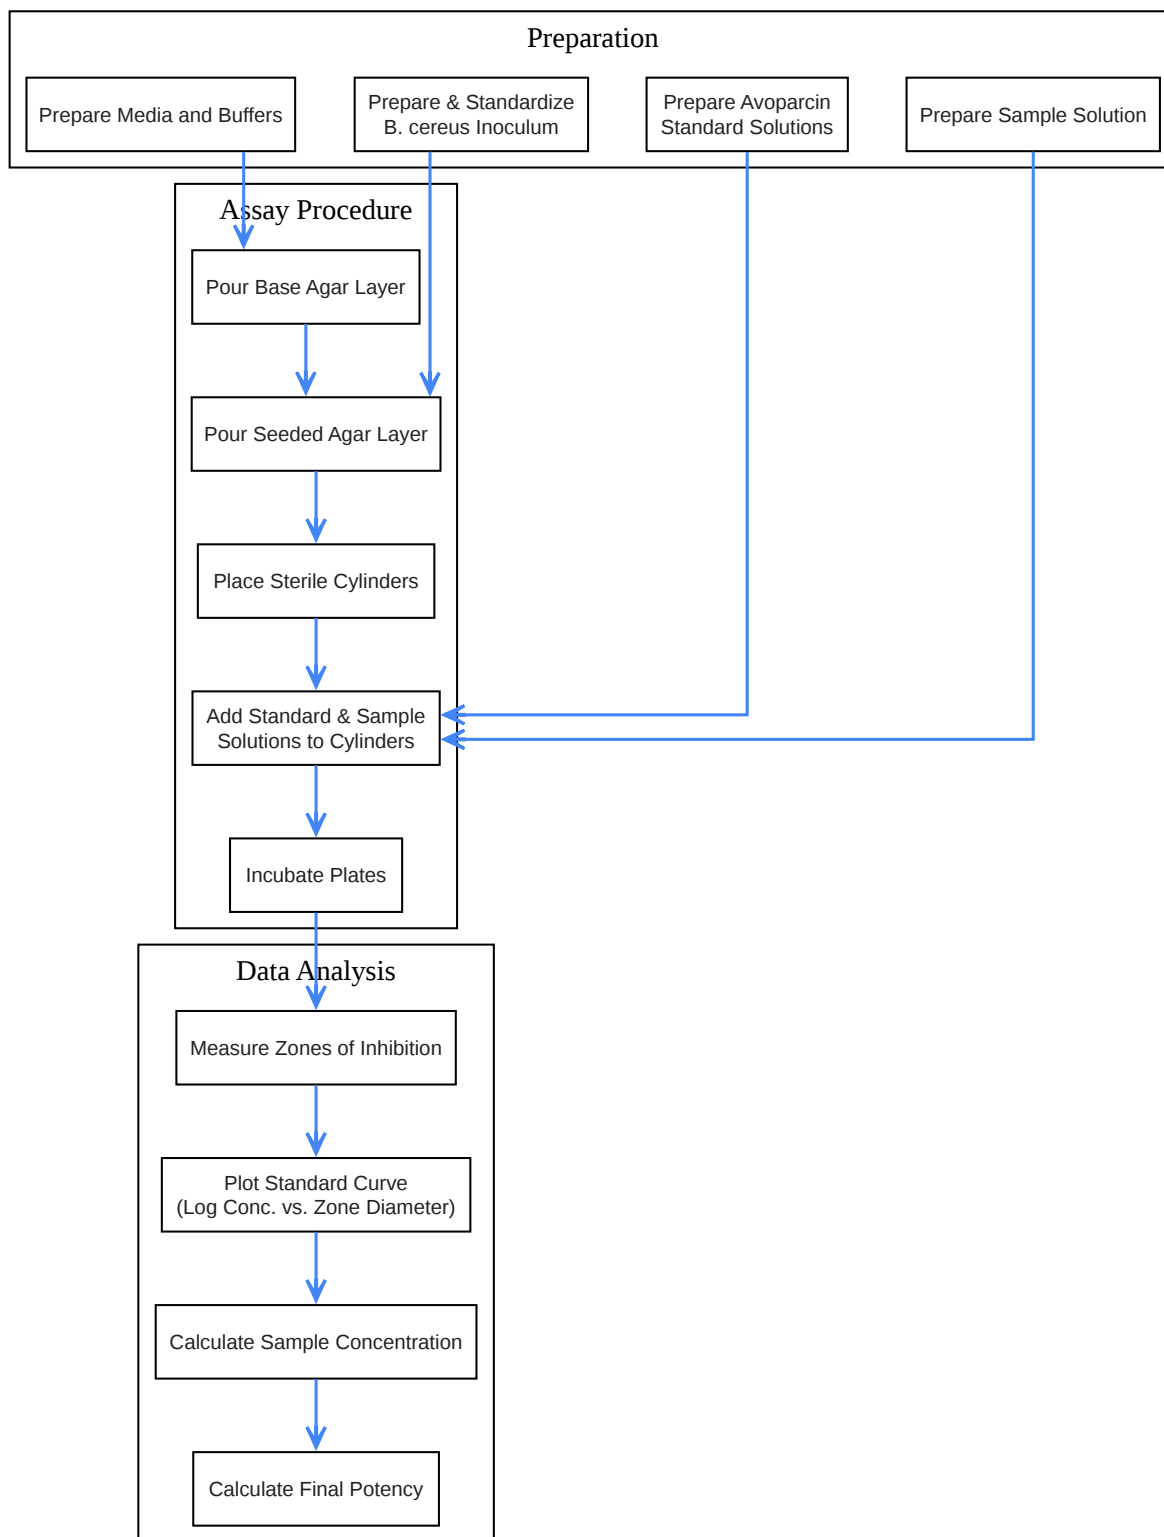 Preparation
Prepare Media and Buffers
Prepare & Standardize
B. cereus Inoculum
Prepare Avoparcin
Standard Solutions
Prepare Sample Solution
Assay Procedure
Pour Base Agar Layer
Pour Seeded Agar Layer
Place Sterile Cylinders
Add Standard & Sample
Solutions to Cylinders
Incubate Plates
Data Analysis
Measure Zones of Inhibition
Plot Standard Curve
(Log Conc. vs. Zone Diameter)
Calculate Sample Concentration
Calculate Final Potency